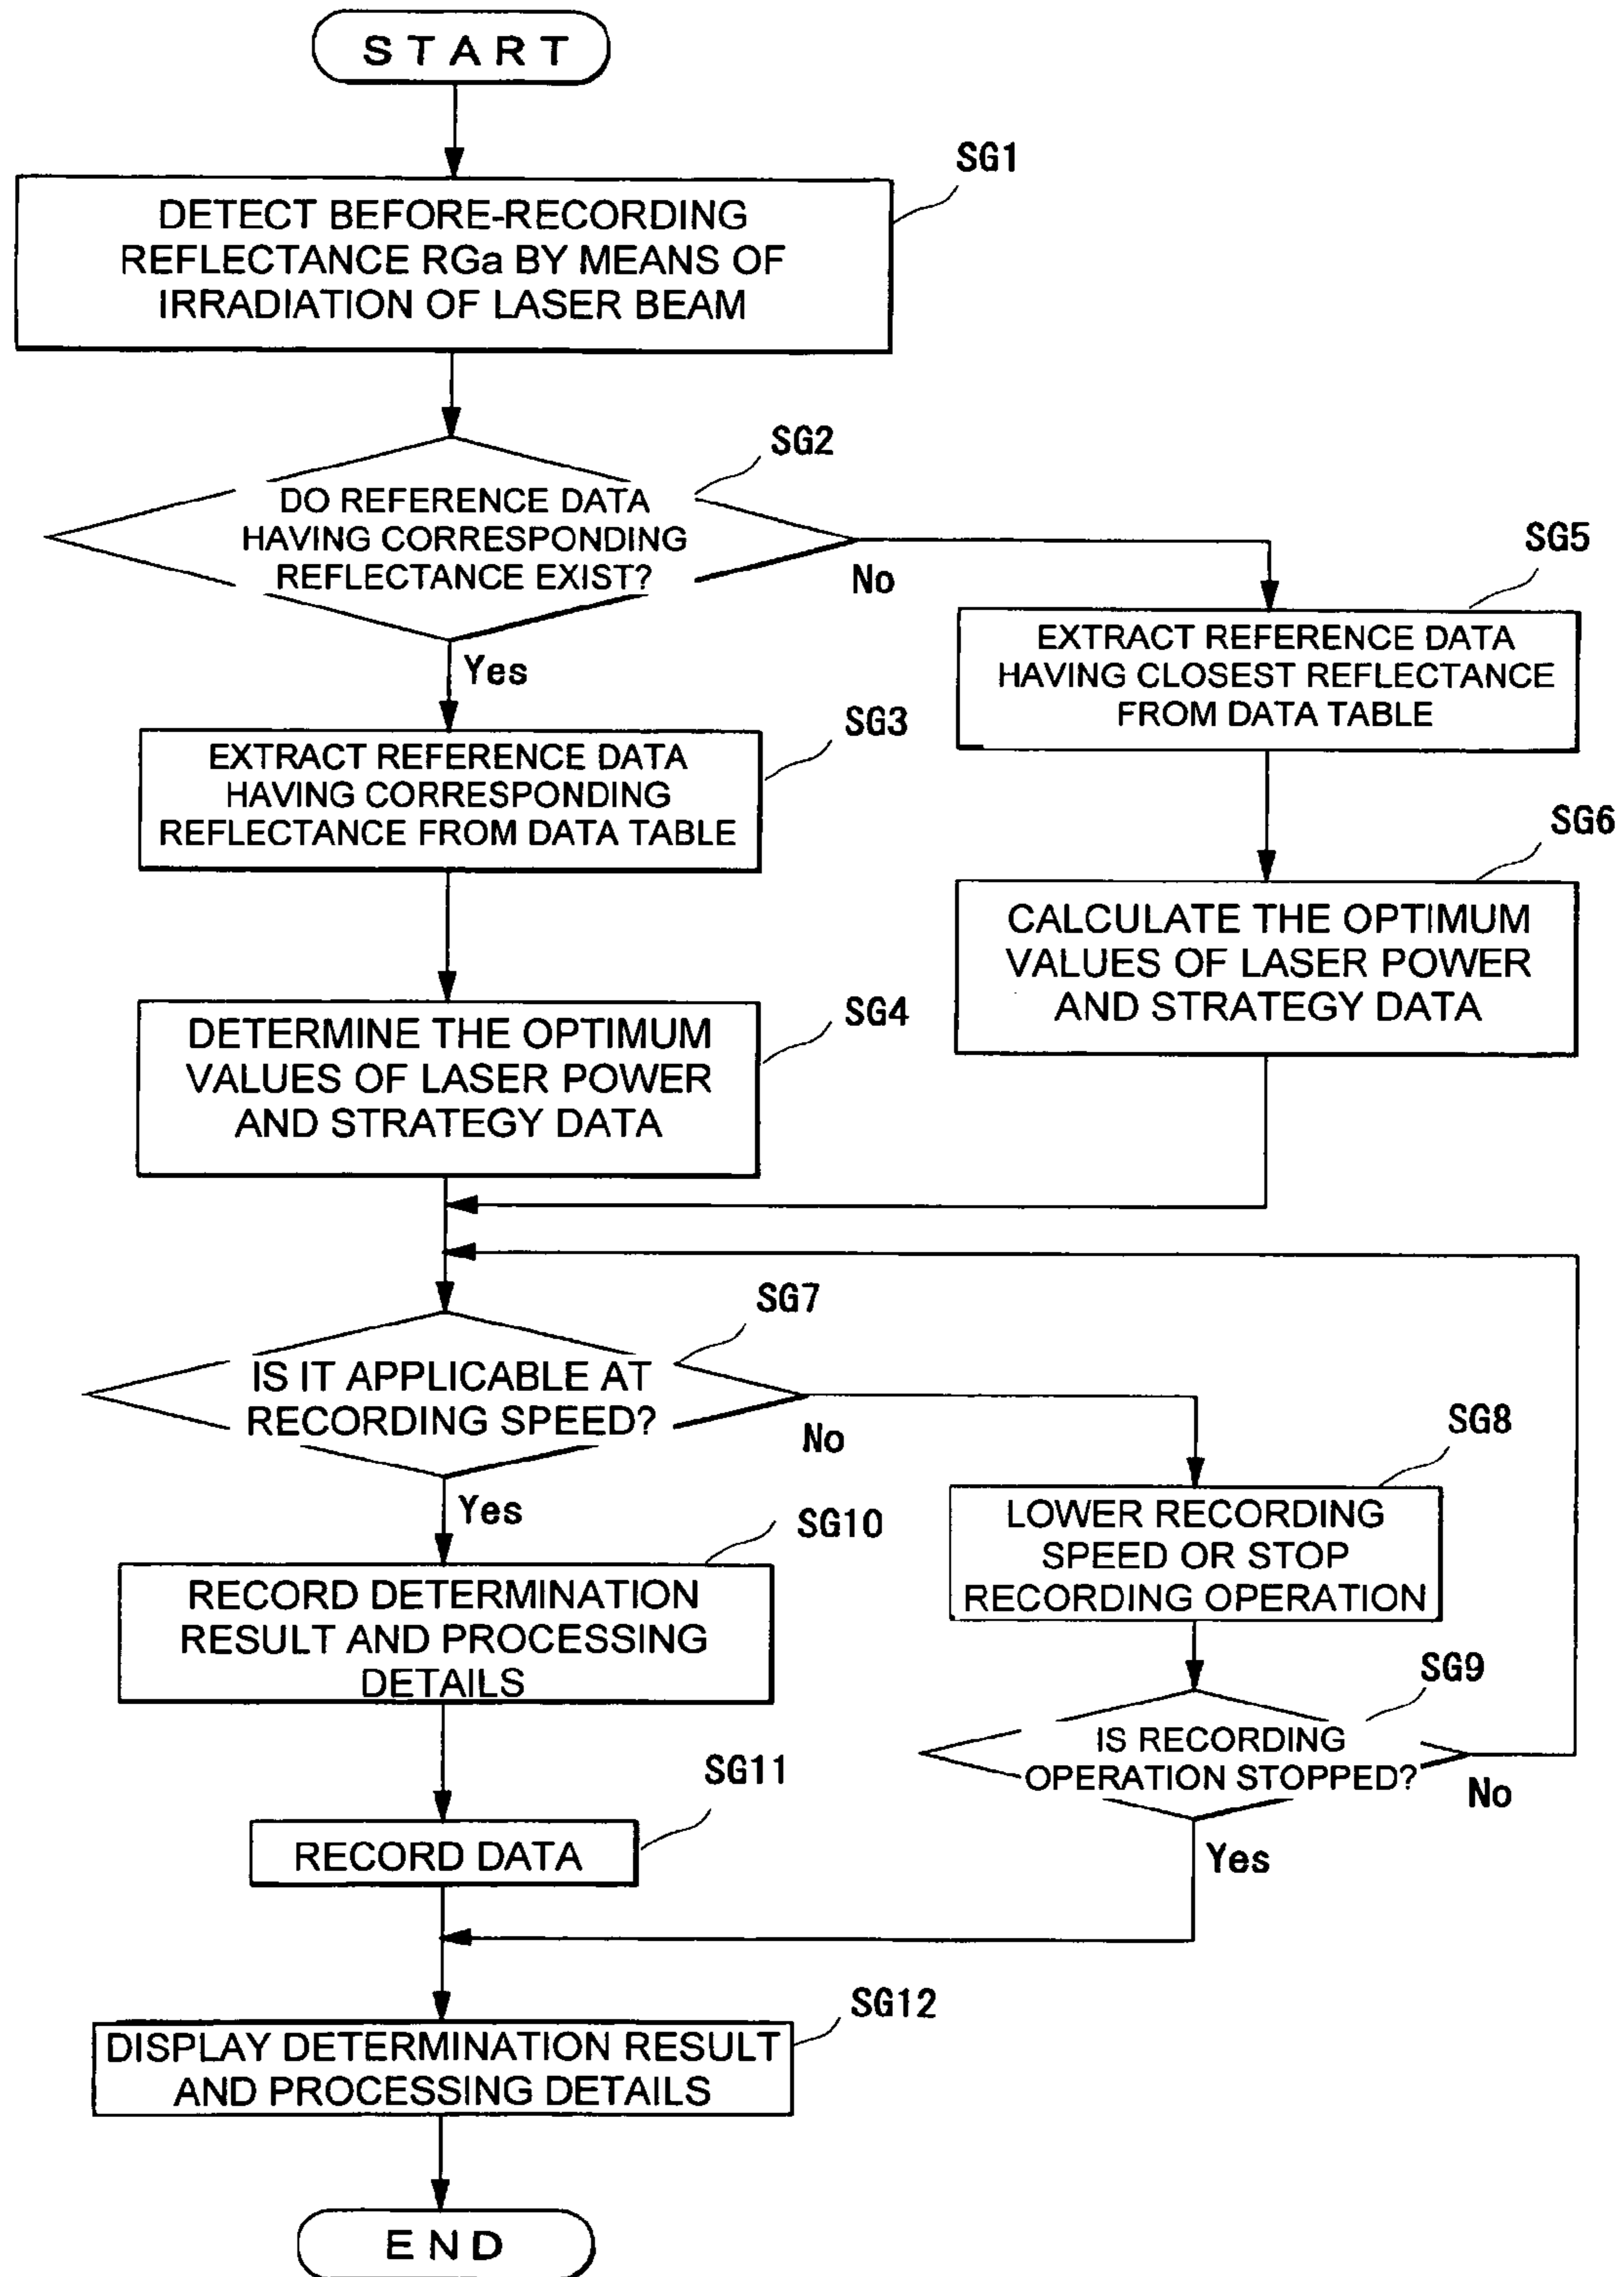 START
SG1
DETECT BEFORE-RECORDING
REFLECTANCE RGa BY MEANS OF
IRRADIATION OF LASER BEAM
SG2
DO REFERENCE DATA
HAVING CORRESPONDING
REFLECTANCE EXIST?
No
Yes
SG5
EXTRACT REFERENCE DATA
HAVING CLOSEST REFLECTANCE
FROM DATA TABLE
SG3
EXTRACT REFERENCE DATA
HAVING CORRESPONDING
REFLECTANCE FROM DATA TABLE
SG6
CALCULATE THE OPTIMUM
VALUES OF LASER POWER
AND STRATEGY DATA
SG4
DETERMINE THE OPTIMUM
VALUES OF LASER POWER
AND STRATEGY DATA
SG7
IS IT APPLICABLE AT
RECORDING SPEED?
No
Yes
SG8
LOWER RECORDING
SPEED OR STOP
RECORDING OPERATION
SG10
RECORD DETERMINATION
RESULT AND PROCESSING
DETAILS
SG9
IS RECORDING
OPERATION STOPPED?
No
Yes
SG11
RECORD DATA
SG12
DISPLAY DETERMINATION RESULT
AND PROCESSING DETAILS
END